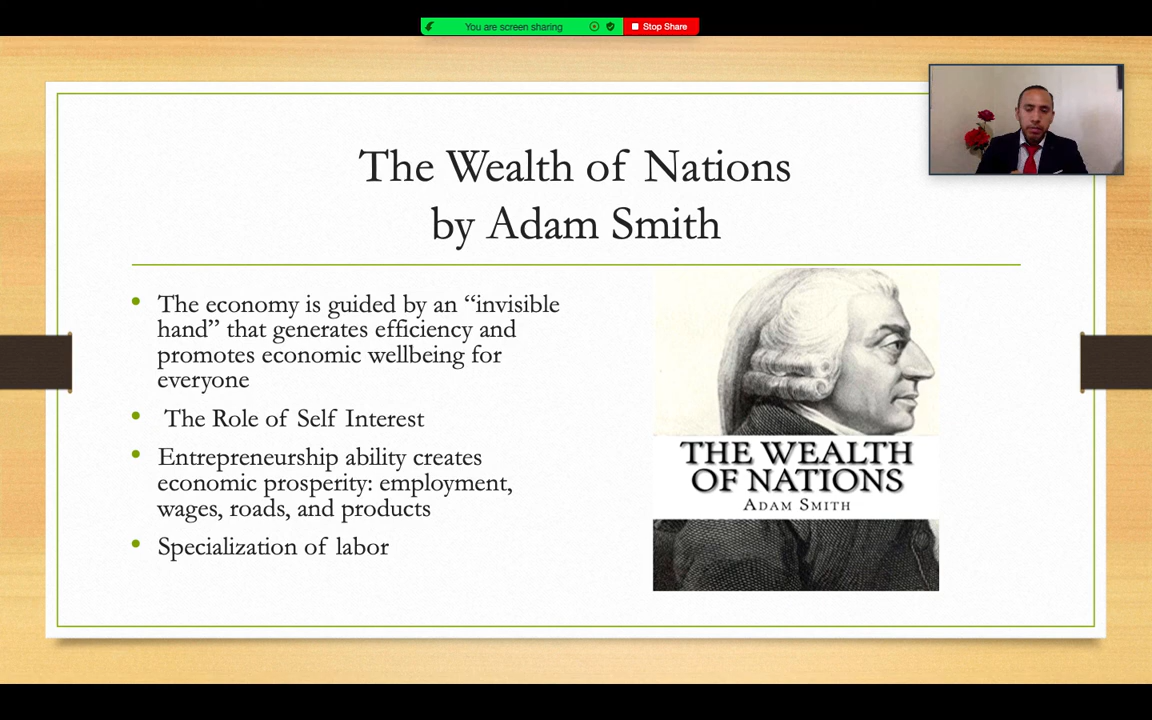 You are screen sharing
Stop Share
The Wealth of Nations
by Adam Smith
• The economy is guided by an “invisible
hand” that generates efficiency and
promotes economic wellbeing for
everyone
• The Role of Self Interest
• Entrepreneurship ability creates
economic prosperity: employment,
wages, roads, and products
• Specialization of labor
THE WEALTH
OF NATIONS
ADAM SMITH